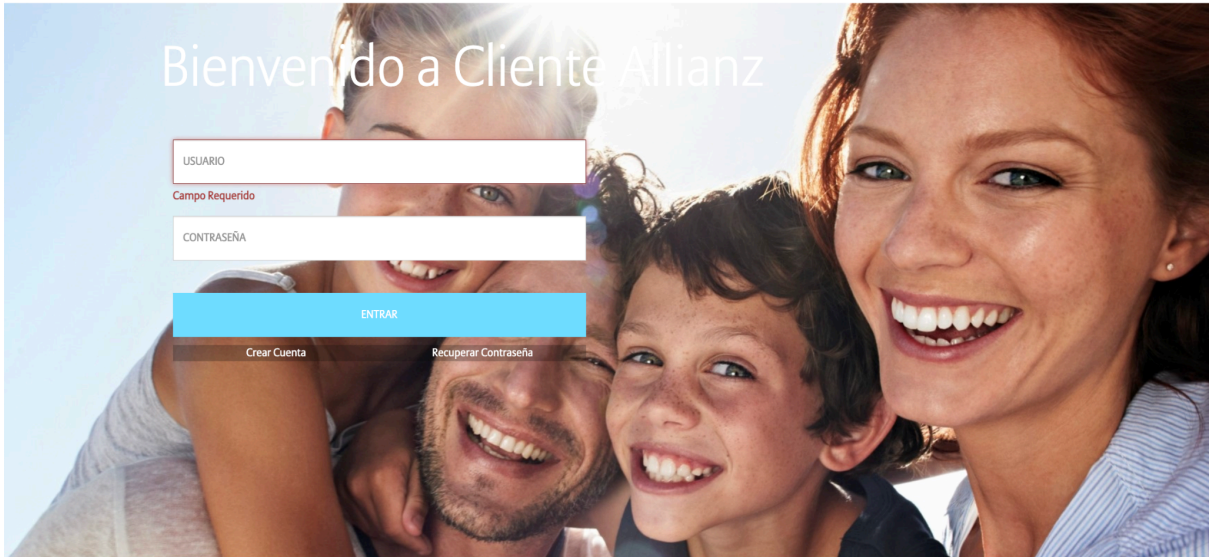 Bienvenido a Cliente Allianz
USUARIO
Campo Requerido
CONTRASEÑA
ENTRAR
Crear Cuenta
Recuperar Contraseña